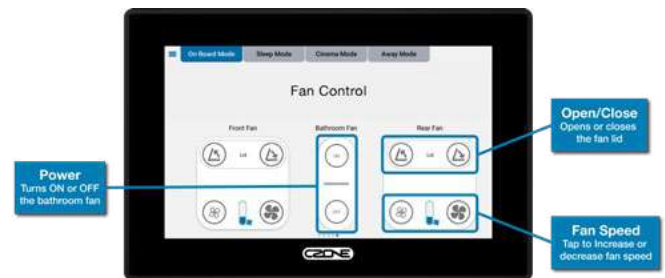 On Board Mode
Sleep Mode
Cinema Mode
Away Mode
Fan Control
Front Fan
Bathroom Fan
Rear Fan
Lid
ON
Lid
OFF
Open/Close
Opens or closes
the fan lid
Power
Turns ON or OFF
the bathroom fan
Fan Speed
Tap to Increase or
decrease fan speed
CZONE